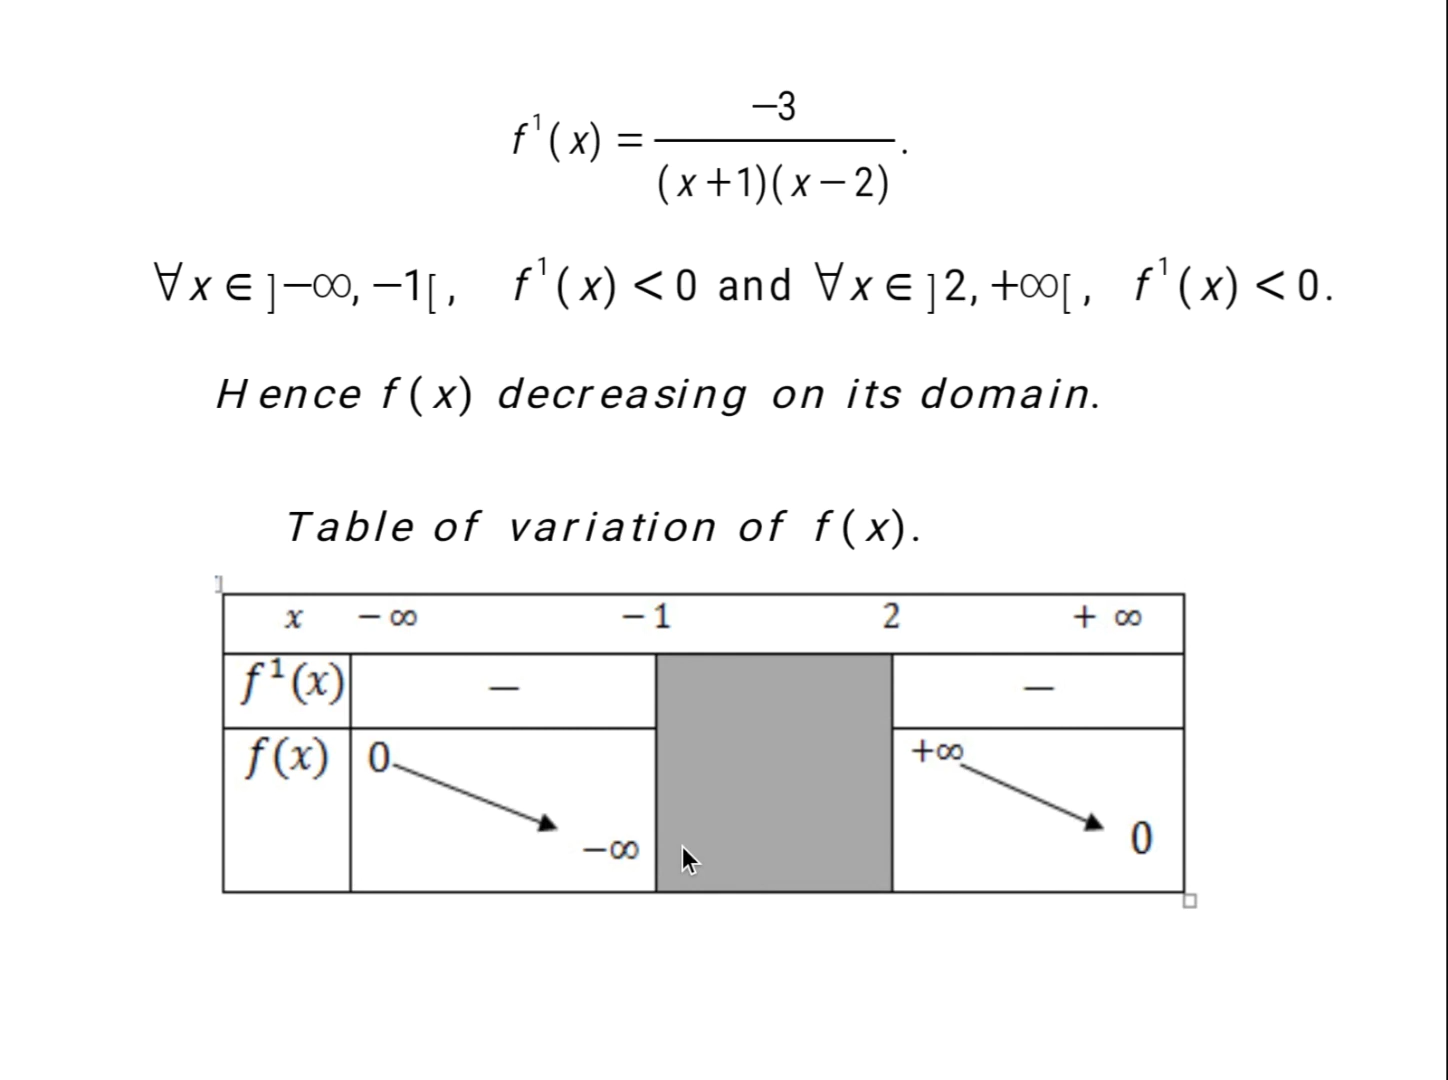 f¹(x) = −3 / ((x+1)(x−2)).
∀x ∈ ]−∞, −1[, f¹(x) < 0 and ∀x ∈ ]2, +∞[, f¹(x) < 0.
Hence f(x) decreasing on its domain.
Table of variation of f(x).
x −∞ −1 2 +∞
f¹(x) − −
f(x) 0 −∞ +∞ 0